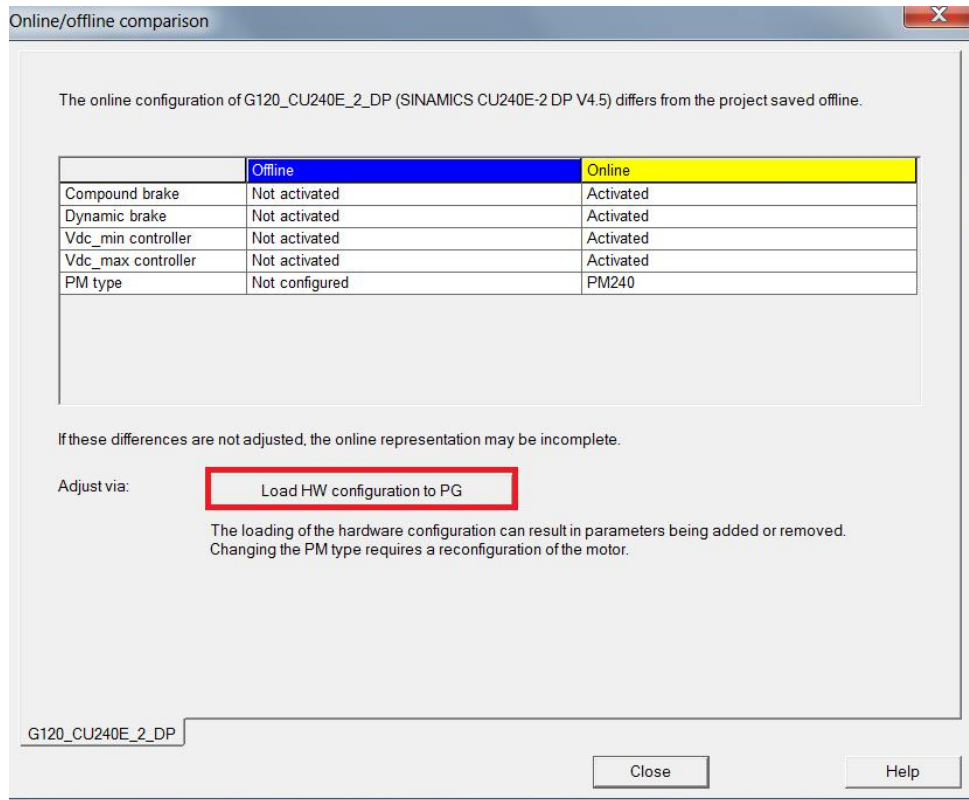 Online/offline comparison
The online configuration of G120_CU240E_2_DP (SINAMICS CU240E-2 DP V4.5) differs from the project saved offline.
Offline Online
Compound brake Not activated Activated
Dynamic brake Not activated Activated
Vdc_min controller Not activated Activated
Vdc_max controller Not activated Activated
PM type Not configured PM240
If these differences are not adjusted, the online representation may be incomplete.
Adjust via: Load HW configuration to PG
The loading of the hardware configuration can result in parameters being added or removed.
Changing the PM type requires a reconfiguration of the motor.
G120_CU240E_2_DP
Close Help